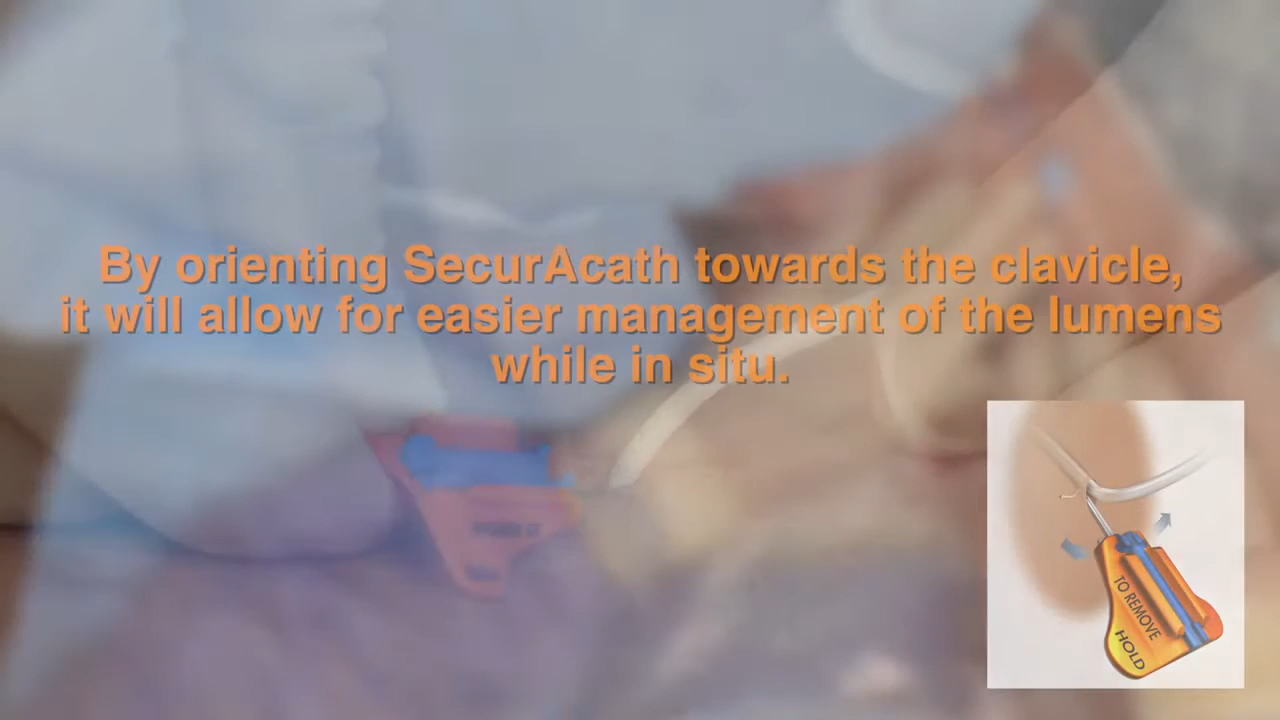 By orienting SecurAcath towards the clavicle,
it will allow for easier management of the lumens
while in situ.
TO REMOVE
HOLD